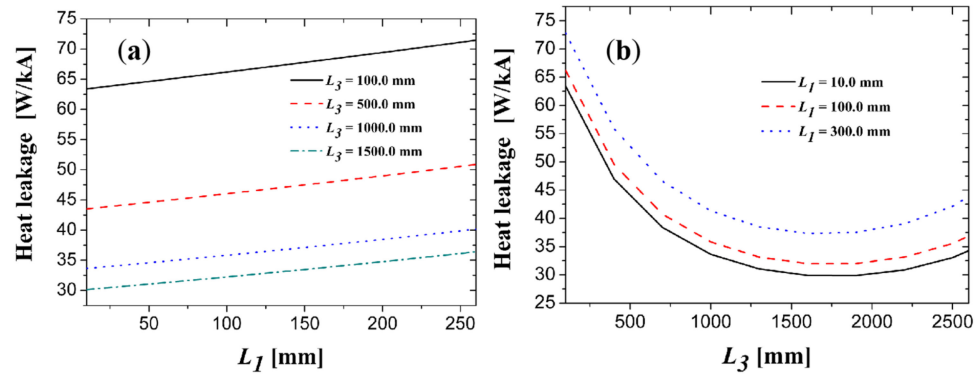 (a)
Heat leakage [W/kA]
75
70
65
60
55
50
45
40
35
30
L3 = 100.0 mm
L3 = 500.0 mm
L3 = 1000.0 mm
L3 = 1500.0 mm
50
100
150
200
250
L1 [mm]
(b)
Heat leakage [W/kA]
75
70
65
60
55
50
45
40
35
30
25
L1 = 10.0 mm
L1 = 100.0 mm
L1 = 300.0 mm
500
1000
1500
2000
2500
L3 [mm]